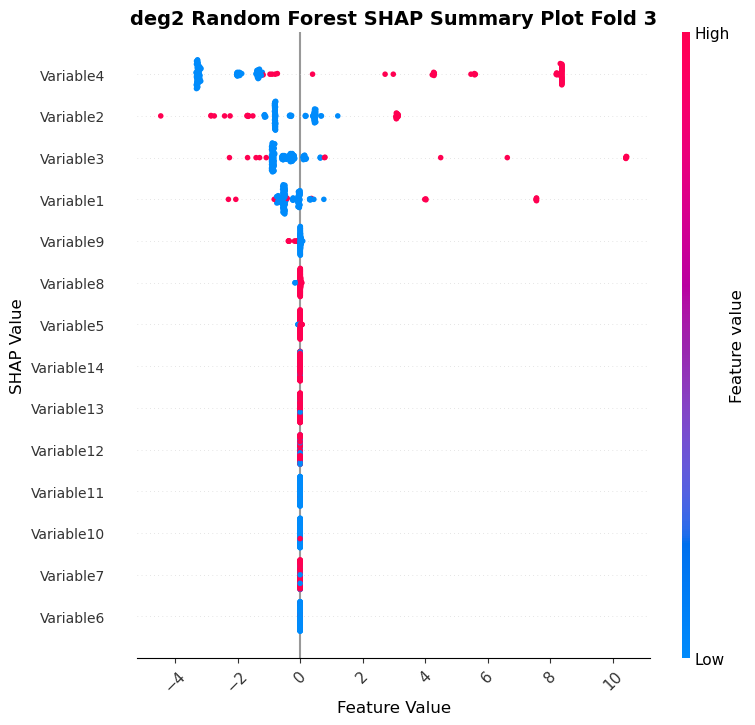 deg2 Random Forest SHAP Summary Plot Fold 3
High
Variable4
Variable2
Variable3
Variable1
Variable9
Variable8
Variable5
Variable14
Variable13
Variable12
Variable11
Variable10
Variable7
Variable6
SHAP Value
Feature value
Low
−4 −2 0 2 4 6 8 10
Feature Value